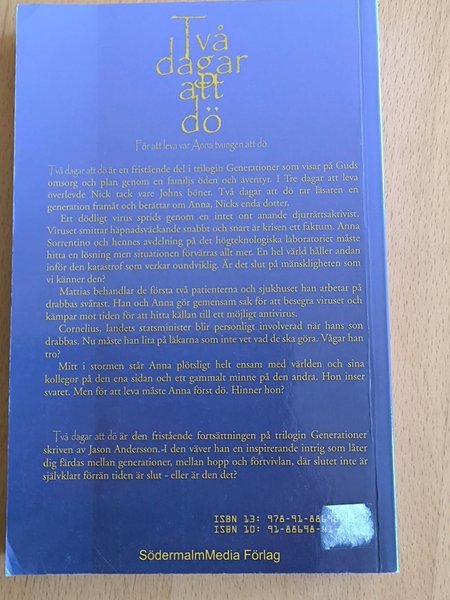 Två
dagar
att
dö
För att leva var Anna tvungen att dö.
Två dagar att dö är en fristående del i trilogin Generationer som visar på Guds
omsorg och plan genom en familjs öden och äventyr. I Tre dagar att leva
överlevde Nick tack vare Johns böner. Två dagar att dö tar läsaren en
generation framåt och berättar om Anna, Nicks enda dotter.
Ett dödligt virus sprids genom en intet ont anande djurrättsaktivist.
Viruset smittar häpnadsväckande snabbt och snart är krisen ett faktum. Anna
Sorrentino och hennes avdelning på det högteknologiska laboratoriet måste
hitta en lösning men situationen förvärras allt mer. En hel värld håller andan
inför den katastrof som verkar oundviklig. Är det slut på mänskligheten som
vi känner den?
Mattias behandlar de första två patienterna och sjukhuset han arbetar på
drabbas svårast. Han och Anna gör gemensam sak för att besegra viruset och
kämpar mot tiden för att hitta källan till ett möjligt antivirus.
Cornelius, landets statsminister blir personligt involverad när hans son
drabbas. Nu måste han lita på läkarna som inte vet vad de ska göra. Vågar han
tro?
Mitt i stormen står Anna plötsligt helt ensam med världen och sina
kollegor på den ena sidan och ett gammalt minne på den andra. Hon inser
svaret. Men för att leva måste Anna först dö. Hinner hon?
Två dagar att dö är den fristående fortsättningen på trilogin Generationer
skriven av Jason Andersson.-I den väver han en inspirerande intrig som låter
dig färdas mellan generationer, mellan hopp och förtvivlan, där slutet inte är
självklart förrän tiden är slut - eller är den det?
ISBN 13: 978-91-88698
ISBN 10: 91-88698-41
SödermalmMedia Förlag